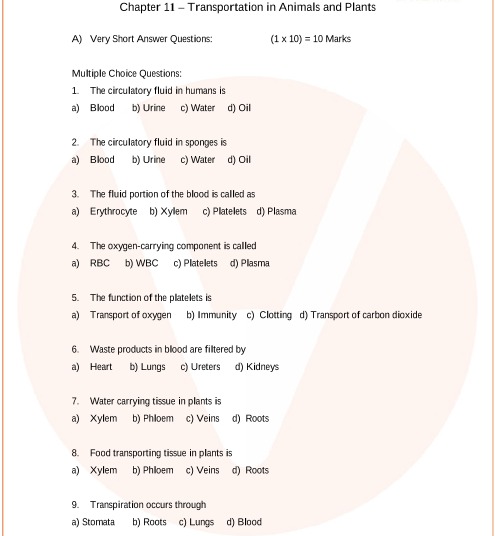 Chapter 11 – Transportation in Animals and Plants
A) Very Short Answer Questions: (1 x 10) = 10 Marks
Multiple Choice Questions:
1. The circulatory fluid in humans is
a) Blood b) Urine c) Water d) Oil
2. The circulatory fluid in sponges is
a) Blood b) Urine c) Water d) Oil
3. The fluid portion of the blood is called as
a) Erythrocyte b) Xylem c) Platelets d) Plasma
4. The oxygen-carrying component is called
a) RBC b) WBC c) Platelets d) Plasma
5. The function of the platelets is
a) Transport of oxygen b) Immunity c) Clotting d) Transport of carbon dioxide
6. Waste products in blood are filtered by
a) Heart b) Lungs c) Ureters d) Kidneys
7. Water carrying tissue in plants is
a) Xylem b) Phloem c) Veins d) Roots
8. Food transporting tissue in plants is
a) Xylem b) Phloem c) Veins d) Roots
9. Transpiration occurs through
a) Stomata b) Roots c) Lungs d) Blood